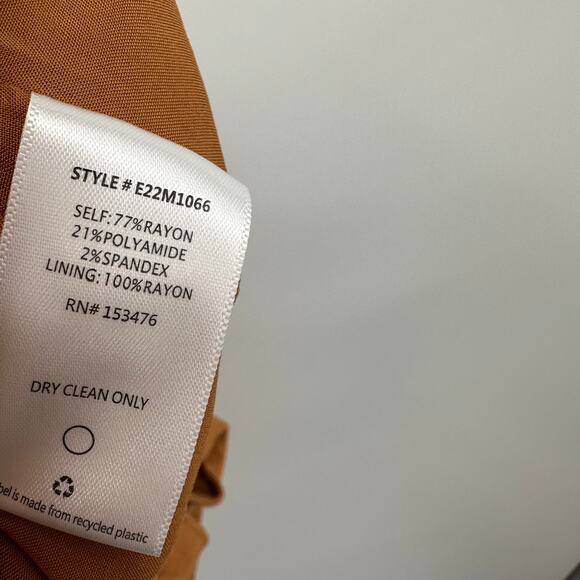 STYLE # E22M1066
SELF: 77%RAYON
21%POLYAMIDE
2%SPANDEX
LINING: 100%RAYON
RN# 153476
DRY CLEAN ONLY
is made from recycled plastic